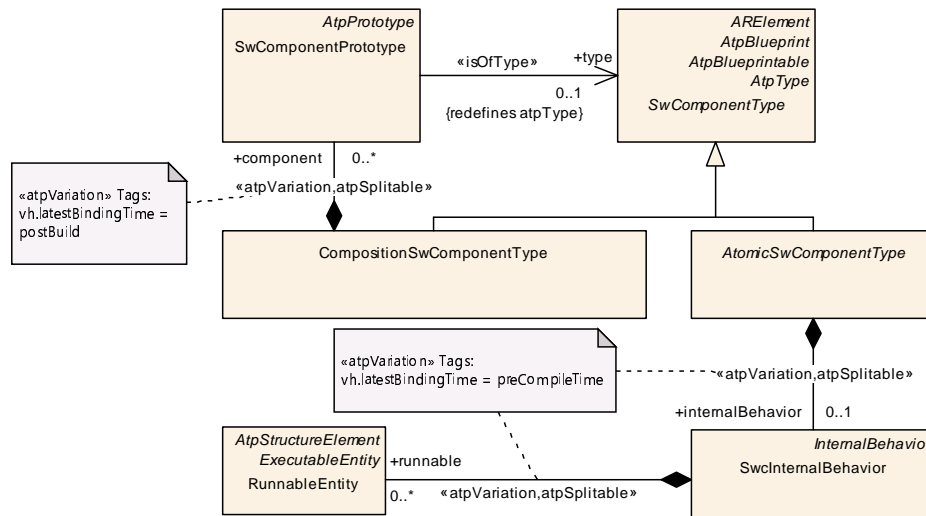 AtpPrototype
SwComponentPrototype
«isOfType»
+type
0..1
{redefines atpType}
ARElement
AtpBlueprint
AtpBlueprintable
AtpType
SwComponentType
+component
0..*
«atpVariation,atpSplitable»
«atpVariation» Tags:
vh.latestBindingTime =
postBuild
CompositionSwComponentType
AtomicSwComponentType
«atpVariation» Tags:
vh.latestBindingTime = preCompileTime
«atpVariation,atpSplitable»
+internalBehavior
0..1
AtpStructureElement
ExecutableEntity
RunnableEntity
+runnable
0..*
«atpVariation,atpSplitable»
InternalBehavior
SwcInternalBehavior